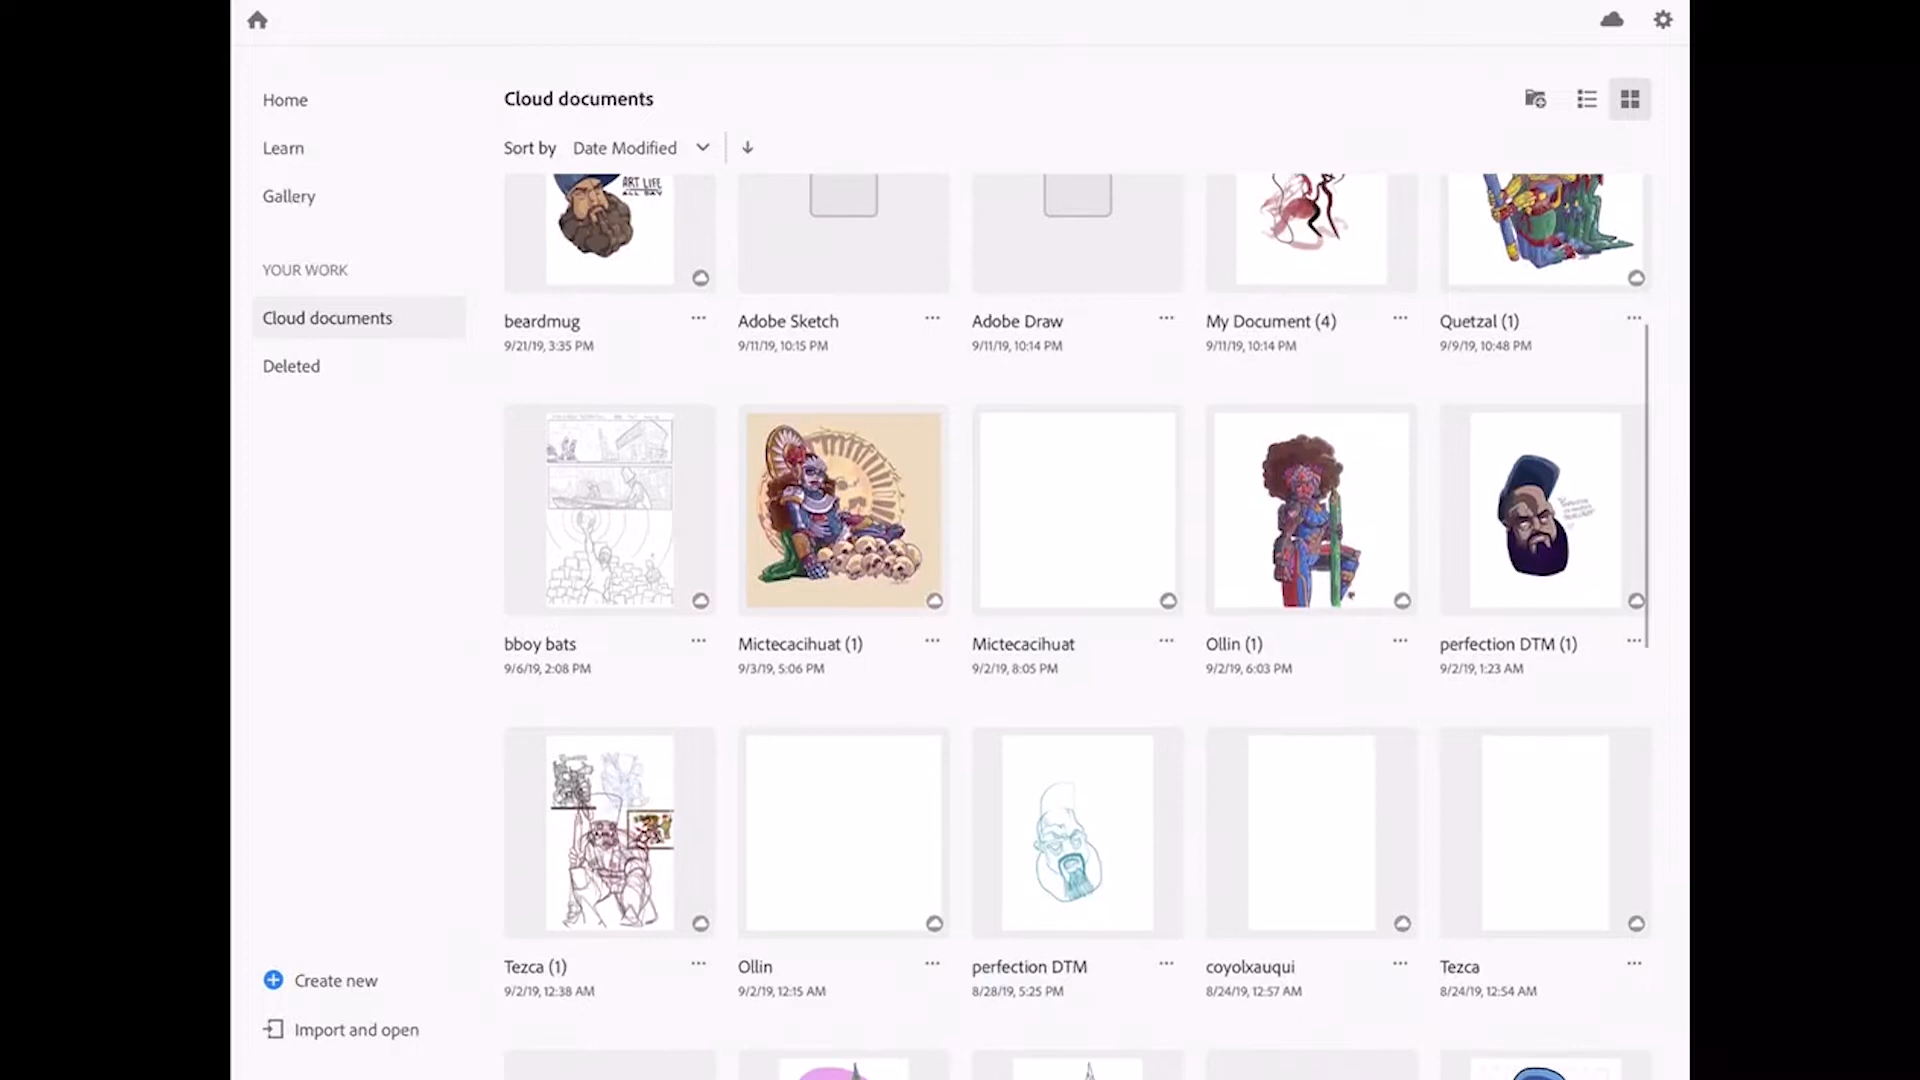 Home
Learn
Gallery
YOUR WORK
Cloud documents
Deleted
Create new
Import and open
Cloud documents
Sort by Date Modified
ART LIFE
ALL DAY
beardmug
9/21/19, 3:35 PM
Adobe Sketch
9/11/19, 10:15 PM
Adobe Draw
9/11/19, 10:14 PM
My Document (4)
9/11/19, 10:14 PM
Quetzal (1)
9/9/19, 10:48 PM
bboy bats
9/6/19, 2:08 PM
Mictecacihuat (1)
9/3/19, 5:06 PM
Mictecacihuat
9/2/19, 8:05 PM
Ollin (1)
9/2/19, 6:03 PM
perfection DTM (1)
9/2/19, 1:23 AM
Tezca (1)
9/2/19, 12:38 AM
Ollin
9/2/19, 12:15 AM
perfection DTM
8/28/19, 5:25 PM
coyolxauqui
8/24/19, 12:57 AM
Tezca
8/24/19, 12:54 AM